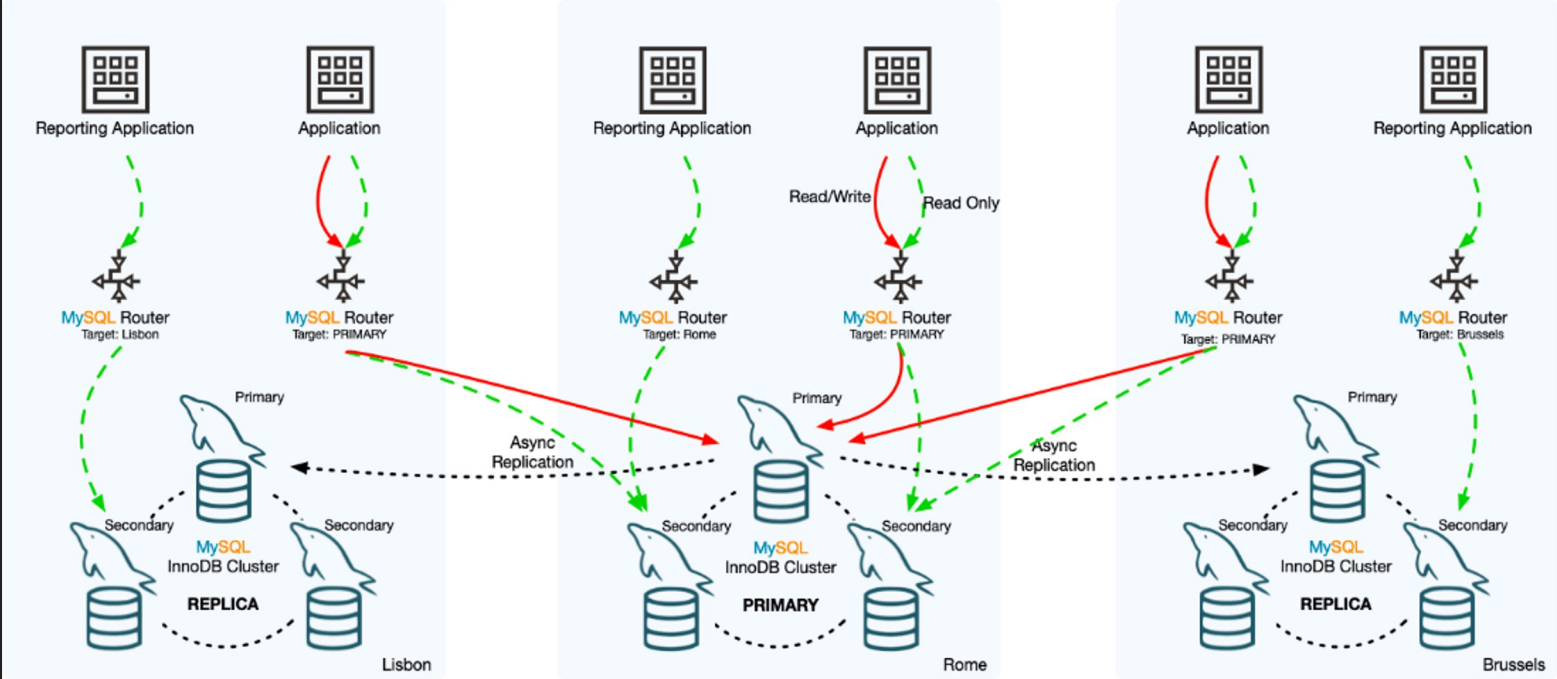 Reporting Application
Application
Reporting Application
Application
Application
Reporting Application
Read/Write
Read Only
MySQL Router
Target: Lisbon
MySQL Router
Target: PRIMARY
MySQL Router
Target: Rome
MySQL Router
Target: PRIMARY
MySQL Router
Target: PRIMARY
MySQL Router
Target: Brussels
Primary
Primary
Primary
Async
Replication
Async
Replication
Secondary
Secondary
MySQL
InnoDB Cluster
REPLICA
Lisbon
Secondary
Secondary
MySQL
InnoDB Cluster
PRIMARY
Rome
Secondary
Secondary
MySQL
InnoDB Cluster
REPLICA
Brussels